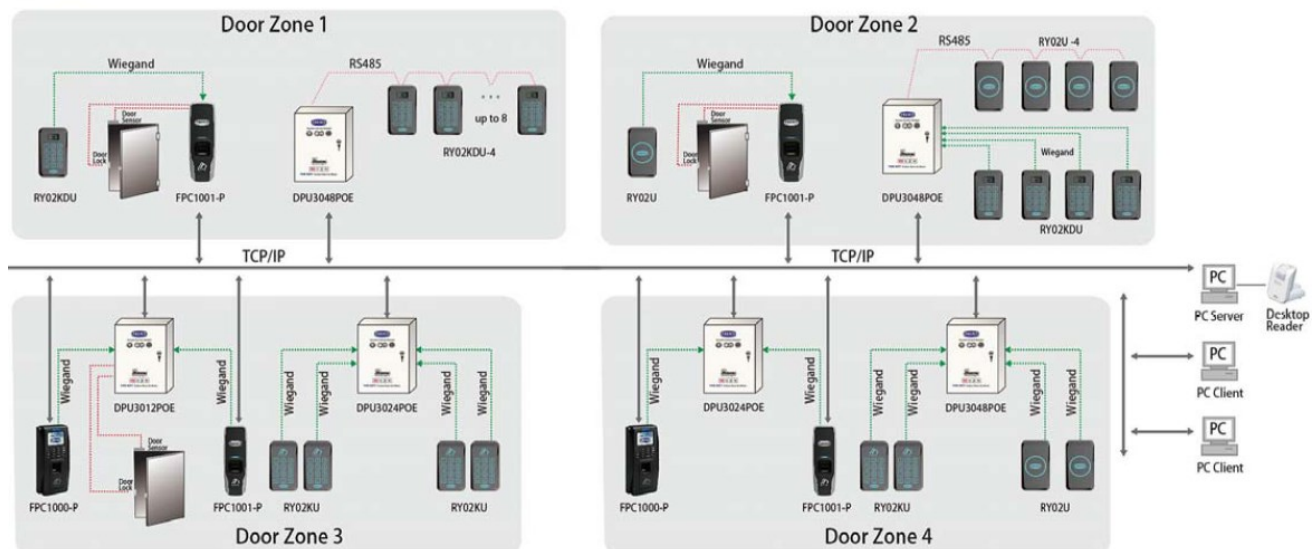 Door Zone 1
Wiegand
RS485
Door
Sensor
Door
Lock
up to 8
RY02KDU-4
RY02KDU
FPC1001-P
DPU3048POE
Door Zone 2
Wiegand
RS485
RY02U -4
Door
Sensor
Door
Lock
Wiegand
RY02U
FPC1001-P
DPU3048POE
RY02KDU
TCP/IP
TCP/IP
PC
PC Server
Desktop
Reader
PC
PC Client
PC
PC Client
Wiegand
Wiegand
Wiegand
Wiegand
Wiegand
Wiegand
DPU3012POE
DPU3024POE
Door
Sensor
Door
Lock
FPC1000-P
FPC1001-P
RY02KU
RY02KU
Door Zone 3
Wiegand
Wiegand
Wiegand
Wiegand
Wiegand
Wiegand
DPU3024POE
DPU3048POE
FPC1000-P
FPC1001-P
RY02KU
RY02U
Door Zone 4